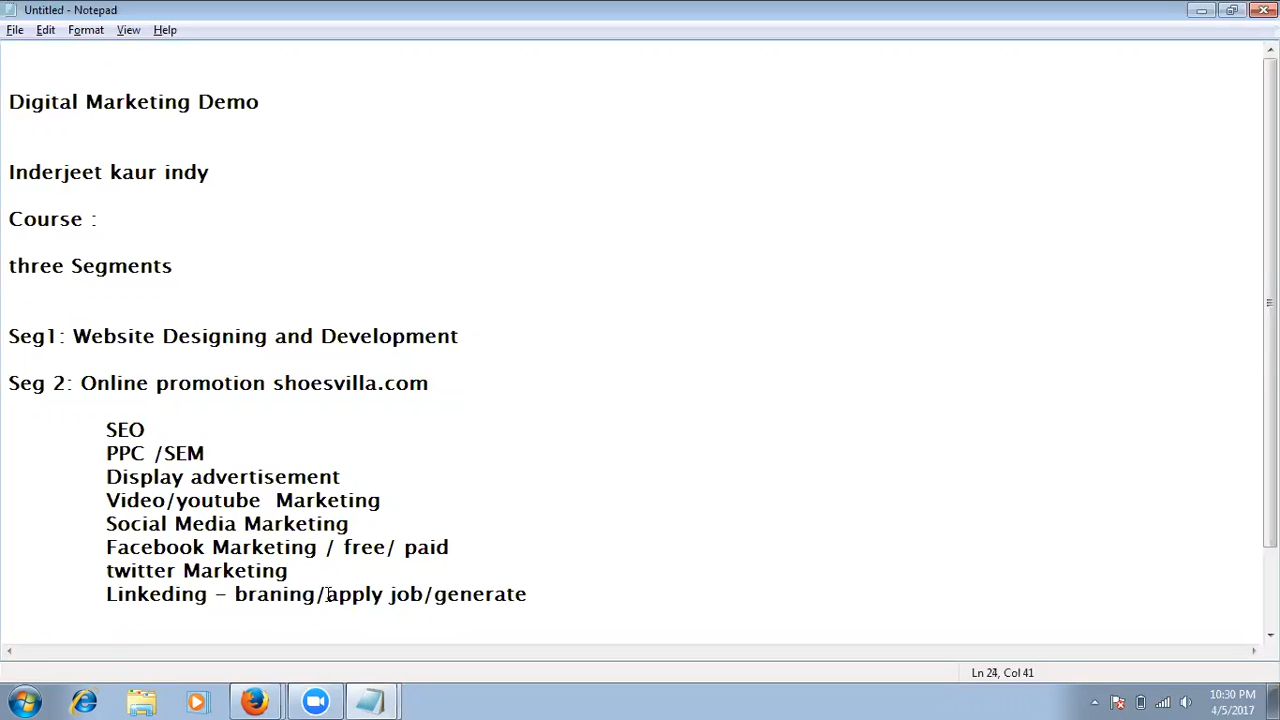 Untitled - Notepad
File Edit Format View Help
Digital Marketing Demo
Inderjeet kaur indy
Course :
three Segments
Seg1: Website Designing and Development
Seg 2: Online promotion shoesvilla.com
SEO
PPC /SEM
Display advertisement
Video/youtube  Marketing
Social Media Marketing
Facebook Marketing / free/ paid
twitter Marketing
Linkeding - braning/apply job/generate
Ln 24, Col 41
10:30 PM
4/5/2017